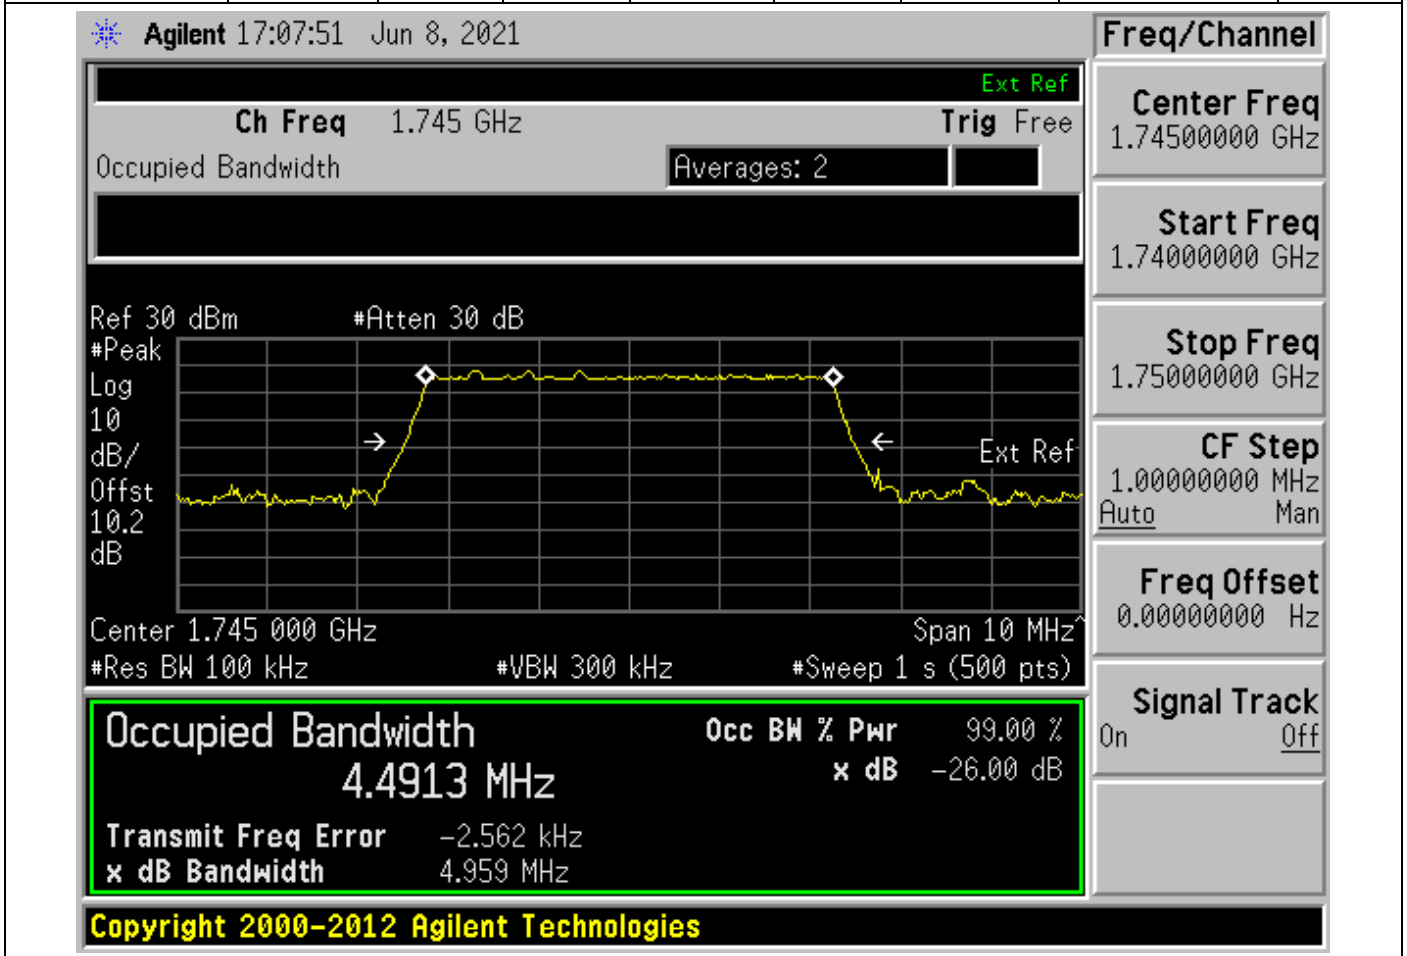 Agilent 17:07:51 Jun 8, 2021
Freq/Channel
Ext Ref
Ch Freq 1.745 GHz Trig Free
Occupied Bandwidth Averages: 2
Ref 30 dBm #Atten 30 dB
#Peak
Log
10
dB/
Offst
10.2
dB
Ext Ref
Center 1.745 000 GHz Span 10 MHz^
#Res BW 100 kHz #VBW 300 kHz #Sweep 1 s (500 pts)
Occupied Bandwidth Occ BW % Pwr 99.00 %
4.4913 MHz x dB -26.00 dB
Transmit Freq Error -2.562 kHz
x dB Bandwidth 4.959 MHz
Copyright 2000-2012 Agilent Technologies
Center Freq
1.74500000 GHz
Start Freq
1.74000000 GHz
Stop Freq
1.75000000 GHz
CF Step
1.00000000 MHz
Auto Man
Freq Offset
0.00000000 Hz
Signal Track
On Off